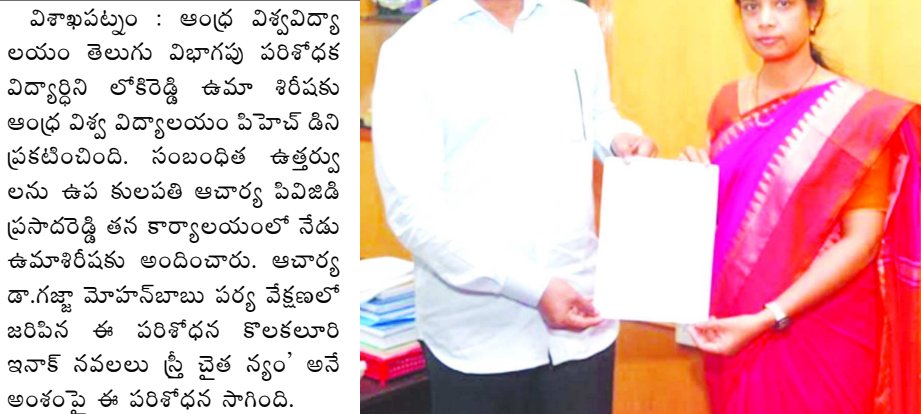 విశాఖపట్నం : ఆంధ్ర విశ్వవిద్యా
లయం తెలుగు విభాగపు పరిశోధక
విద్యార్థిని లోకిరెడ్డి ఉమా శిరీషకు
ఆంధ్ర విశ్వ విద్యాలయం పిహెచ్ డిని
ప్రకటించింది. సంబంధిత ఉత్తర్వు
లను ఉప కులపతి ఆచార్య పివిజిడి
ప్రసాదరెడ్డి తన కార్యాలయంలో నేడు
ఉమాశిరీషకు అందించారు. ఆచార్య
డా.గజ్జా మోహన్‌బాబు పర్య వేక్షణలో
జరిపిన ఈ పరిశోధన కొలకలూరి
ఇనాక్ నవలలు స్త్రీ చైత న్యం' అనే
అంశంపై ఈ పరిశోధన సాగింది.